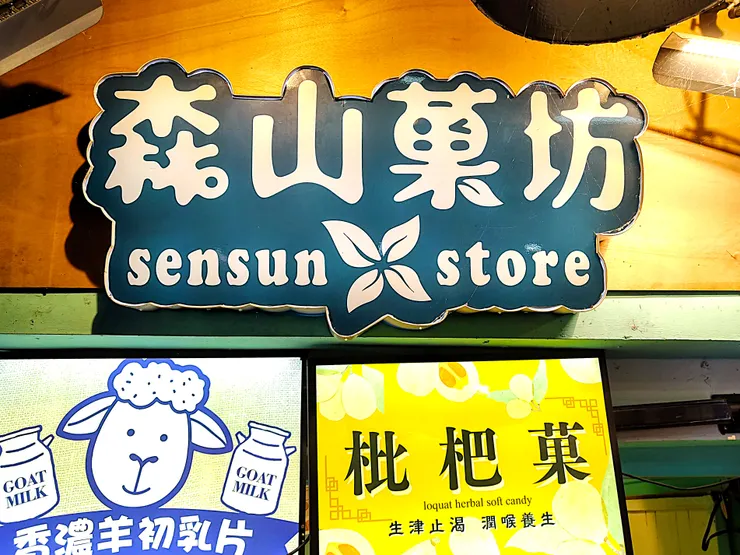 森山菓坊
sensun store
GOAT
MILK
GOAT
MILK
香濃羊初乳片
枇杷菓
loquat herbal soft candy
生津止渴 潤喉養生